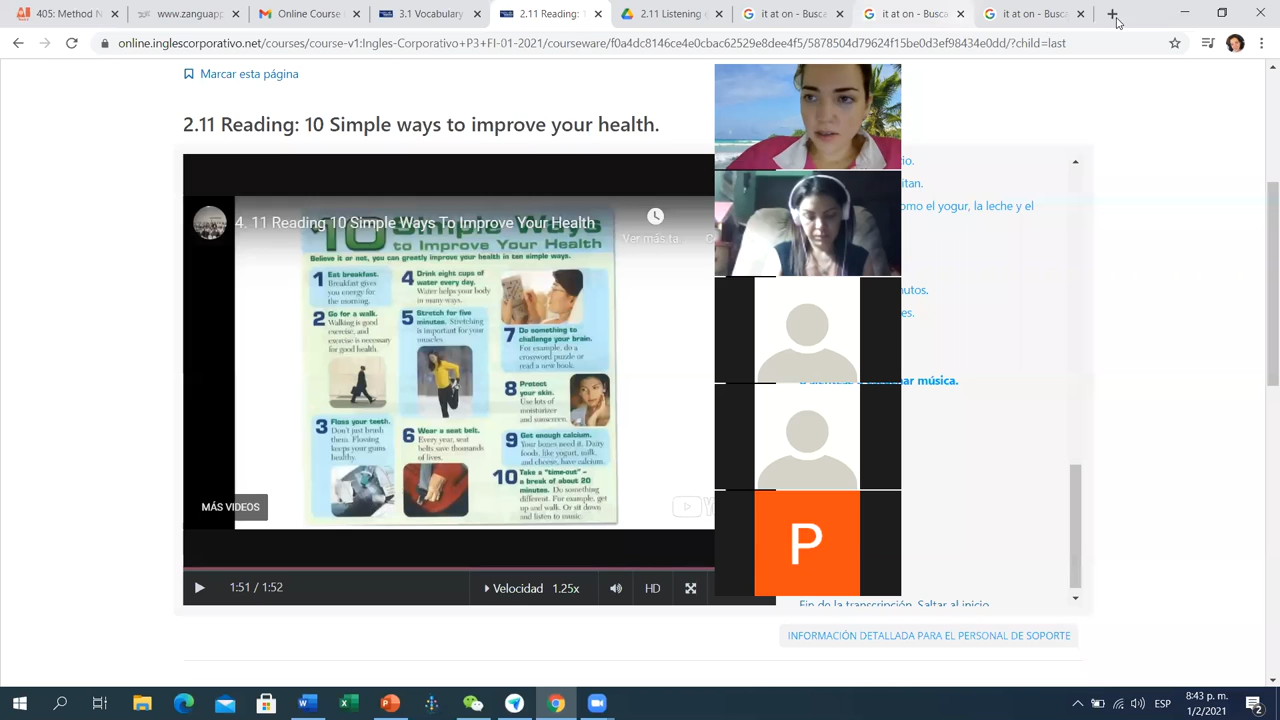 405: Method N
3.1 Vocabulary
Course
2.11 Reading:
2.1 Listening
G it at on - Busca
online.inglescorporativo.net/courses/course-v1:Ingles-Corporativo+P3+FI-01-2021/courseware/f0a4dc8146ce4e0cbac62529e8dee4f5/5878504d79624f15be0d3ef98434e0dd/?child=last
Marcar esta página
2.11 Reading: 10 Simple ways to improve your health.
4. 11 Reading 10 Simple Ways To Improve Your Health
Ver más ta
10
to Improve Your Health
Believe it or not, you can greatly improve your health in ten simple ways.
1 Eat breakfast.
Breakfast gives
you energy for
the morning.
2 Go for a walk.
Walking is good
exercise, and
exercise is necessary
for good health.
3 Floss your teeth.
Don't just brush
them. Flossing
keeps your gums
healthy.
4 Drink eight cups of
water every day.
Water helps your body
in many ways.
5 Stretch for five
minutes. Stretching
is important for your
muscles.
6 Wear a seat belt.
Every year, seat
belts save thousands
of lives.
7 Do something to
challenge your brain.
For example, do a
crossword puzzle or
read a new book.
8 Protect
your skin.
Use lots of
moisturizer
and sunscreen.
9 Get enough calcium.
Your bones need it. Dairy
foods, like yogurt, milk,
and cheese, have calcium.
10 Take a "time-out" –
a break of about 20
minutes. Do something
different. For example, get
up and walk. Or sit down
and listen to music.
MÁS VIDEOS
1:51 / 1:52
Velocidad 1.25x
HD
P
rio.
itan.
omo el yogur, la leche y el
nutos.
es.
har música.
Fin de la transcripción. Saltar al inicio.
INFORMACIÓN DETALLADA PARA EL PERSONAL DE SOPORTE
ESP
8:43 p. m.
1/2/2021
2